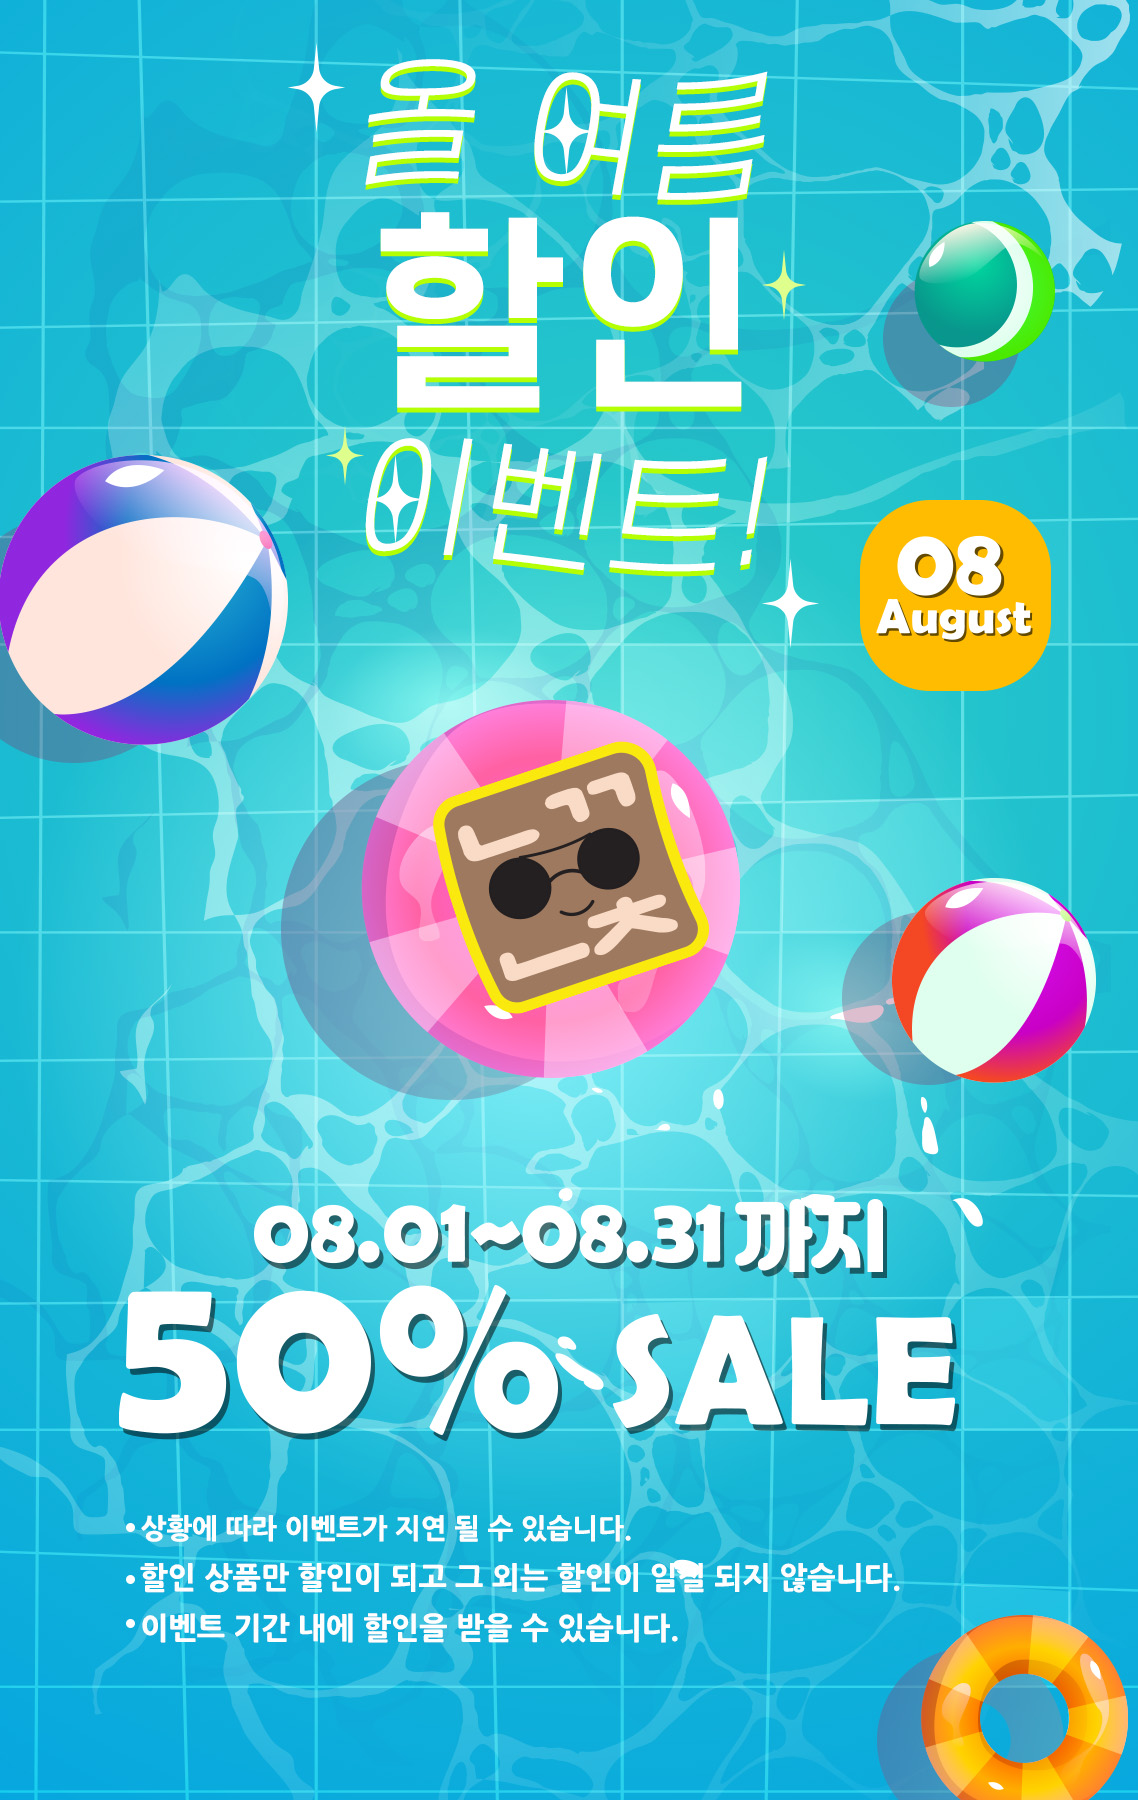 올 여름
할인
이벤트!
08
August
08.01~08.31까지
50% SALE
• 상황에 따라 이벤트가 지연 될 수 있습니다.
• 할인 상품만 할인이 되고 그 외는 할인이 일절 되지 않습니다.
• 이벤트 기간 내에 할인을 받을 수 있습니다.